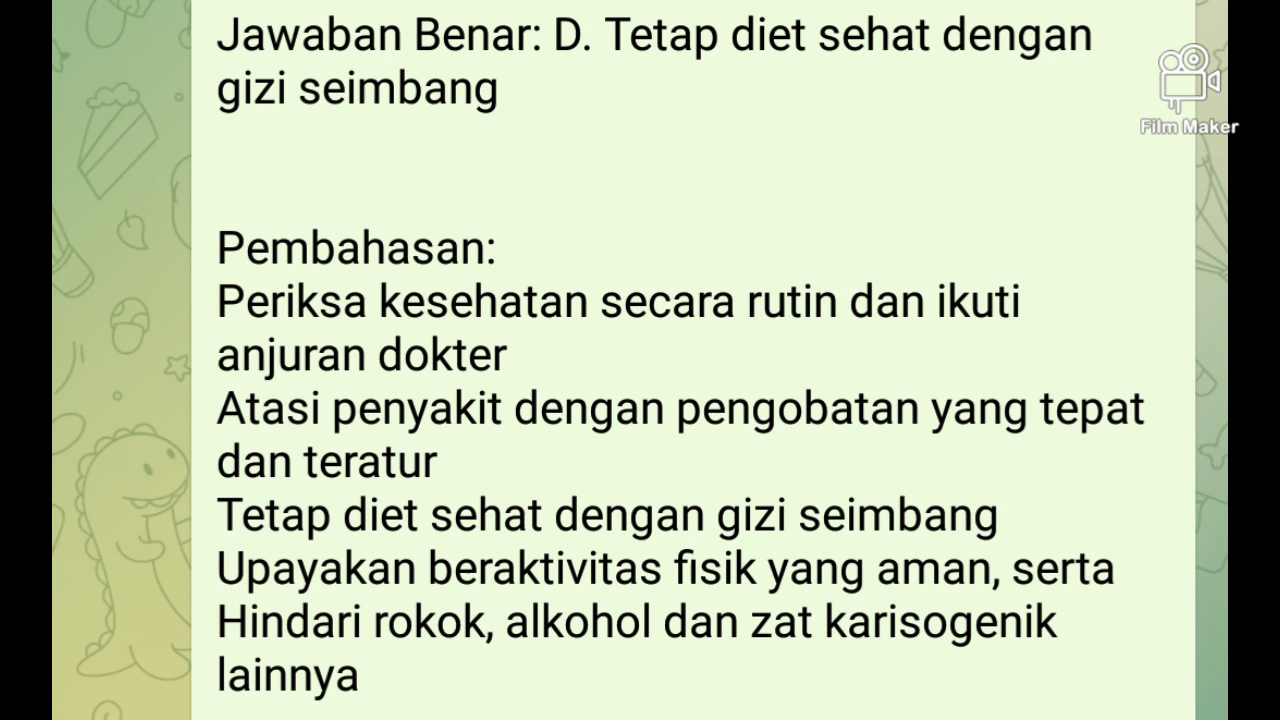 Jawaban Benar: D. Tetap diet sehat dengan
gizi seimbang
Film Maker
Pembahasan:
Periksa kesehatan secara rutin dan ikuti
anjuran dokter
Atasi penyakit dengan pengobatan yang tepat
dan teratur
Tetap diet sehat dengan gizi seimbang
Upayakan beraktivitas fisik yang aman, serta
Hindari rokok, alkohol dan zat karisogenik
lainnya